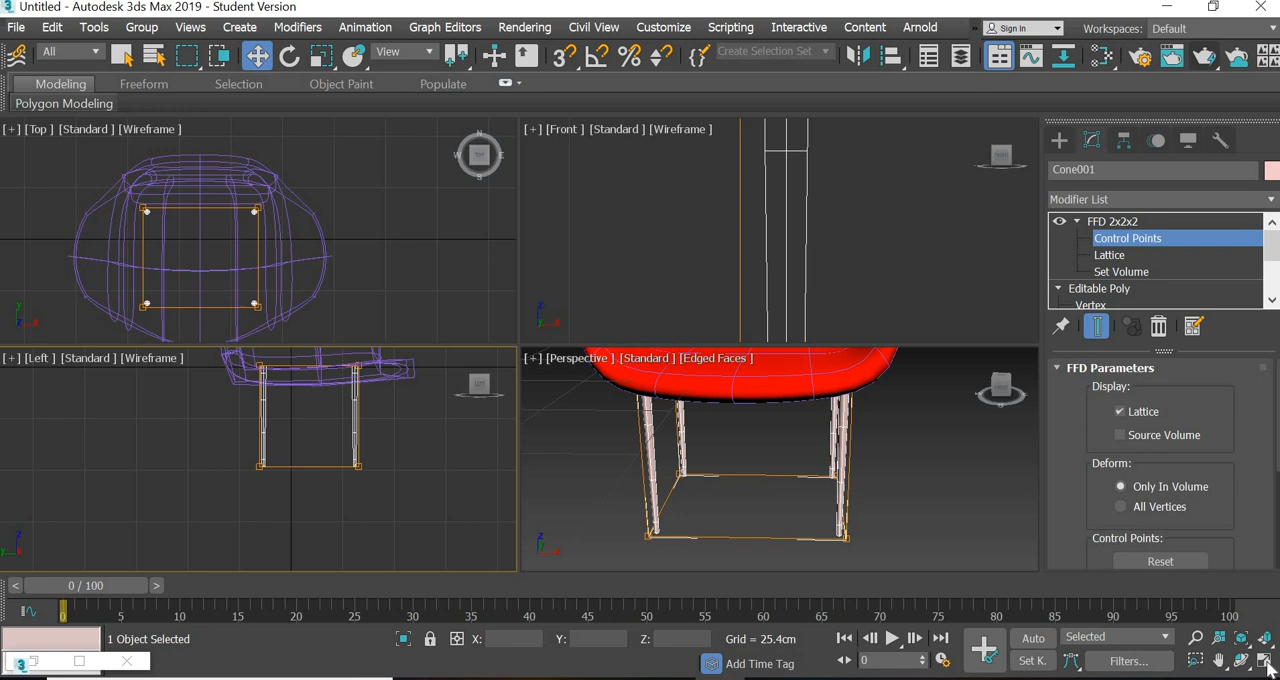 Untitled - Autodesk 3ds Max 2019 - Student Version
File Edit Tools Group Views Create Modifiers Animation Graph Editors Rendering Civil View Customize Scripting Interactive Content Arnold » Sign In Workspaces: Default
All View Create Selection Set
Modeling Freeform Selection Object Paint Populate
Polygon Modeling
[+] [Top ] [Standard ] [Wireframe ]
[+] [Front ] [Standard ] [Wireframe ]
N
W TOP E
S
FRONT
Cone001
Modifier List
FFD 2x2x2
Control Points
Lattice
Set Volume
Editable Poly
Vertex
z y x
z x
[+] [Left ] [Standard ] [Wireframe ]
[+] [Perspective ] [Standard ] [Edged Faces ]
LEFT
FFD Parameters
Display:
Lattice
Source Volume
Deform:
Only In Volume
All Vertices
Control Points:
Reset
z y
z x
< 0 / 100 >
0 5 10 15 20 25 30 35 40 45 50 55 60 65 70 75 80 85 90 95 100
1 Object Selected X: Y: Z: Grid = 25.4cm Auto Selected
3 Add Time Tag 0 Set K. Filters...